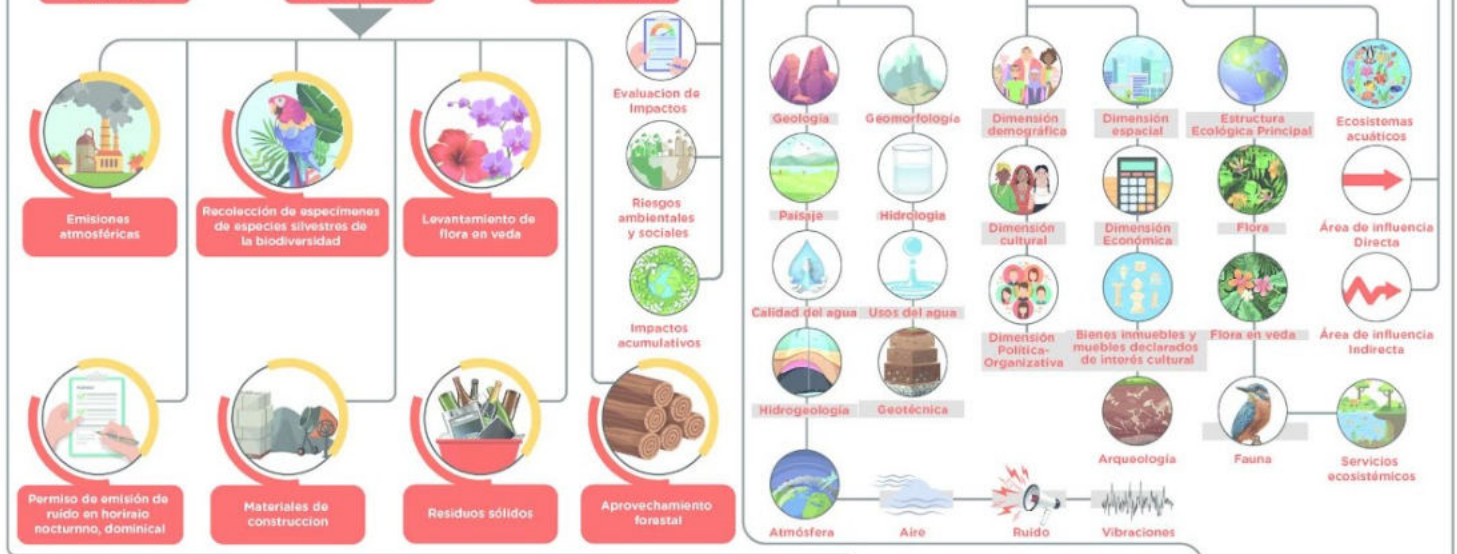 Emisiones
atmosféricas
Recolección de especímenes
de especies silvestres de
la biodiversidad
Levantamiento de
flora en veda
Permiso de emisión de
ruido en horiraio
nocturnno, dominical
Materiales de
construccion
Residuos sólidos
Aprovechamiento
forestal
Evaluacion de
Impactos
Riesgos
ambientales
y sociales
Impactos
acumulativos
Geología
Geomorfología
Paisaje
Hidrología
Calidad del agua
Usos del agua
Hidrogeología
Geotécnica
Atmósfera
Aire
Ruido
Vibraciones
Dimensión
demográfica
Dimensión
espacial
Dimensión
cultural
Dimensión
Económica
Dimensión
Política-
Organizativa
Bienes inmuebles y
muebles declarados
de interés cultural
Arqueología
Estructura
Ecológica Principal
Flora
Flora en veda
Fauna
Ecosistemas
acuáticos
Área de influencia
Directa
Área de influencia
Indirecta
Servicios
ecosistémicos